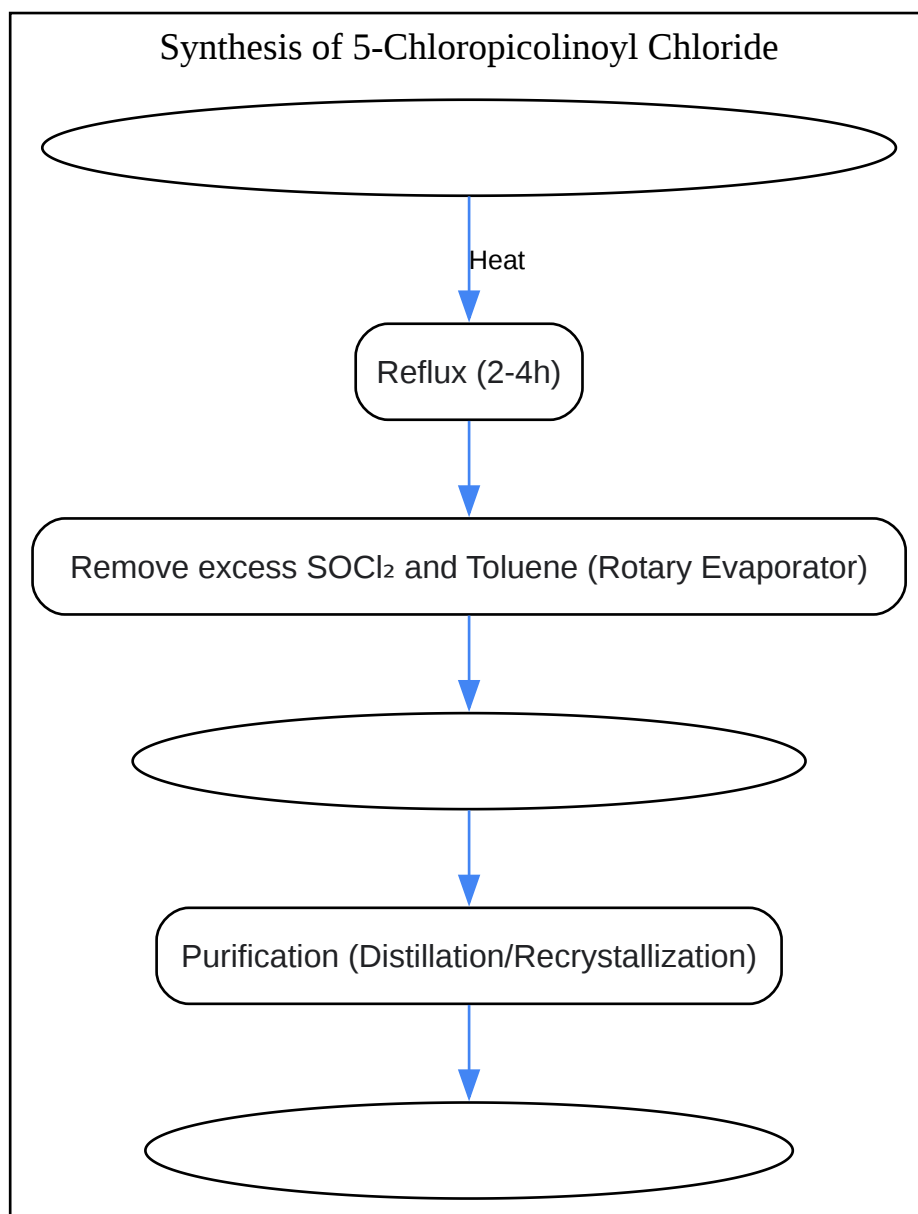 Synthesis of 5-Chloropicolinoyl Chloride
Heat
Reflux (2-4h)
Remove excess SOCl₂ and Toluene (Rotary Evaporator)
Purification (Distillation/Recrystallization)